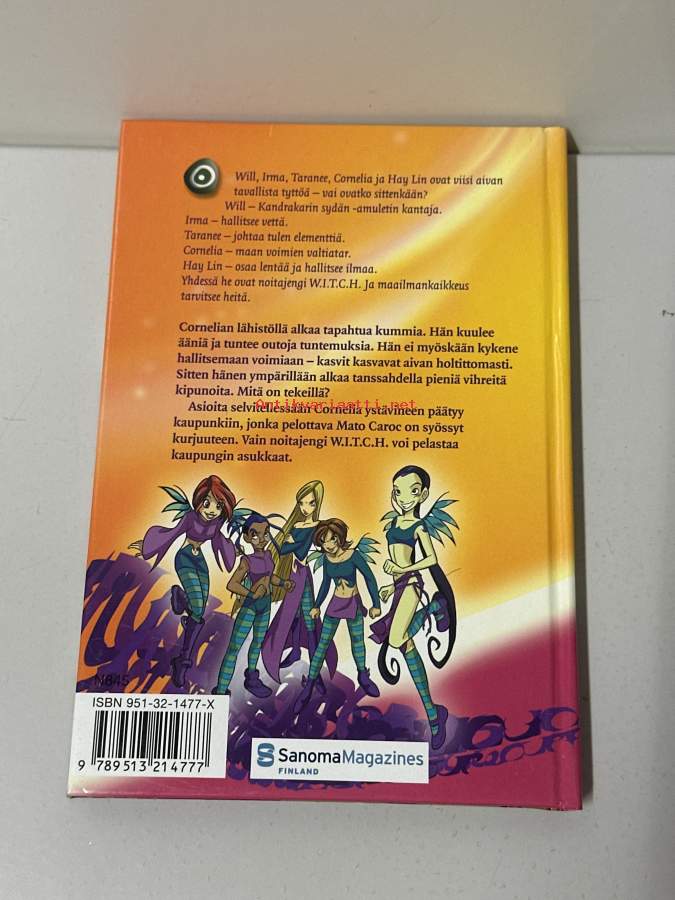 Will, Irma, Taranee, Cornelia ja Hay Lin ovat viisi aivan
tavallista tyttöä – vai ovatko sittenkään?
Will – Kandrakarin sydän -amuletin kantaja.
Irma – hallitsee vettä.
Taranee – johtaa tulen elementtiä.
Cornelia – maan voimien valtiatar.
Hay Lin – osaa lentää ja hallitsee ilmaa.
Yhdessä he ovat noitajengi W.I.T.C.H. Ja maailmankaikkeus
tarvitsee heitä.
Cornelian lähistöllä alkaa tapahtua kummia. Hän kuulee
ääniä ja tuntee outoja tuntemuksia. Hän ei myöskään kykene
hallitsemaan voimiaan – kasvit kasvavat aivan holtittomasti.
Sitten hänen ympärillään alkaa tanssahdella pieniä vihreitä
kipunoita. Mitä on tekeillä?
Antikvariaatti.net
Asioita selvitellessään Cornelia ystävineen päätyy
kaupunkiin, jonka pelottava Mato Caroc on syössyt
kurjuuteen. Vain noitajengi W.I.T.C.H. voi pelastaa
kaupungin asukkaat.
N845
ISBN 951-32-1477-X
9 789513 214777
SanomaMagazines
FINLAND